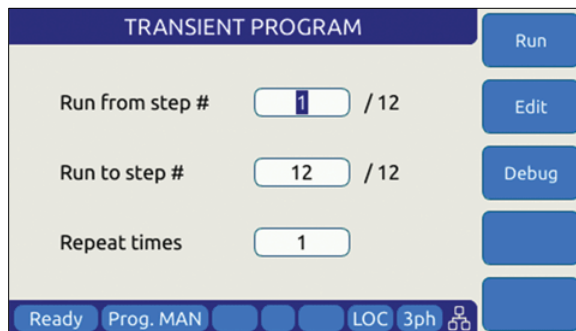 TRANSIENT PROGRAM
Run
Run from step # 1 / 12
Edit
Run to step # 12 / 12
Debug
Repeat times 1
Ready Prog. MAN LOC 3ph